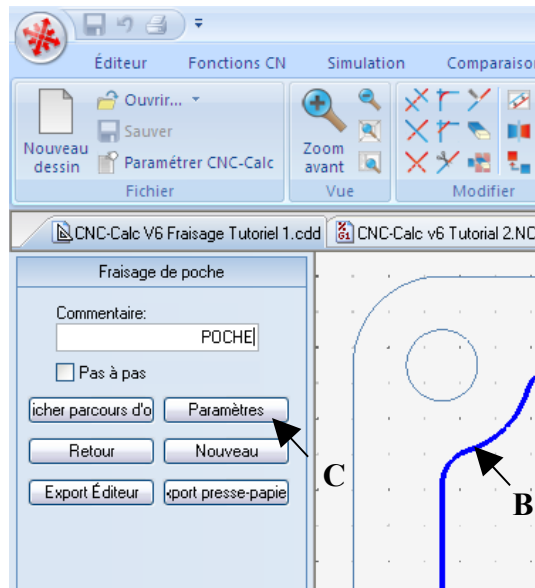 Éditeur Fonctions CN Simulation Comparaiso
Nouveau dessin
Ouvrir...
Sauver
Paramétrer CNC-Calc
Zoom avant
Fichier Vue Modifier
CNC-Calc V6 Fraisage Tutoriel 1.cdd CNC-Calc v6 Tutorial 2.NC
Fraisage de poche
Commentaire:
POCHE
Pas à pas
icher parcours d'o Paramètres
Retour Nouveau
Export Éditeur port presse-papie
C
B